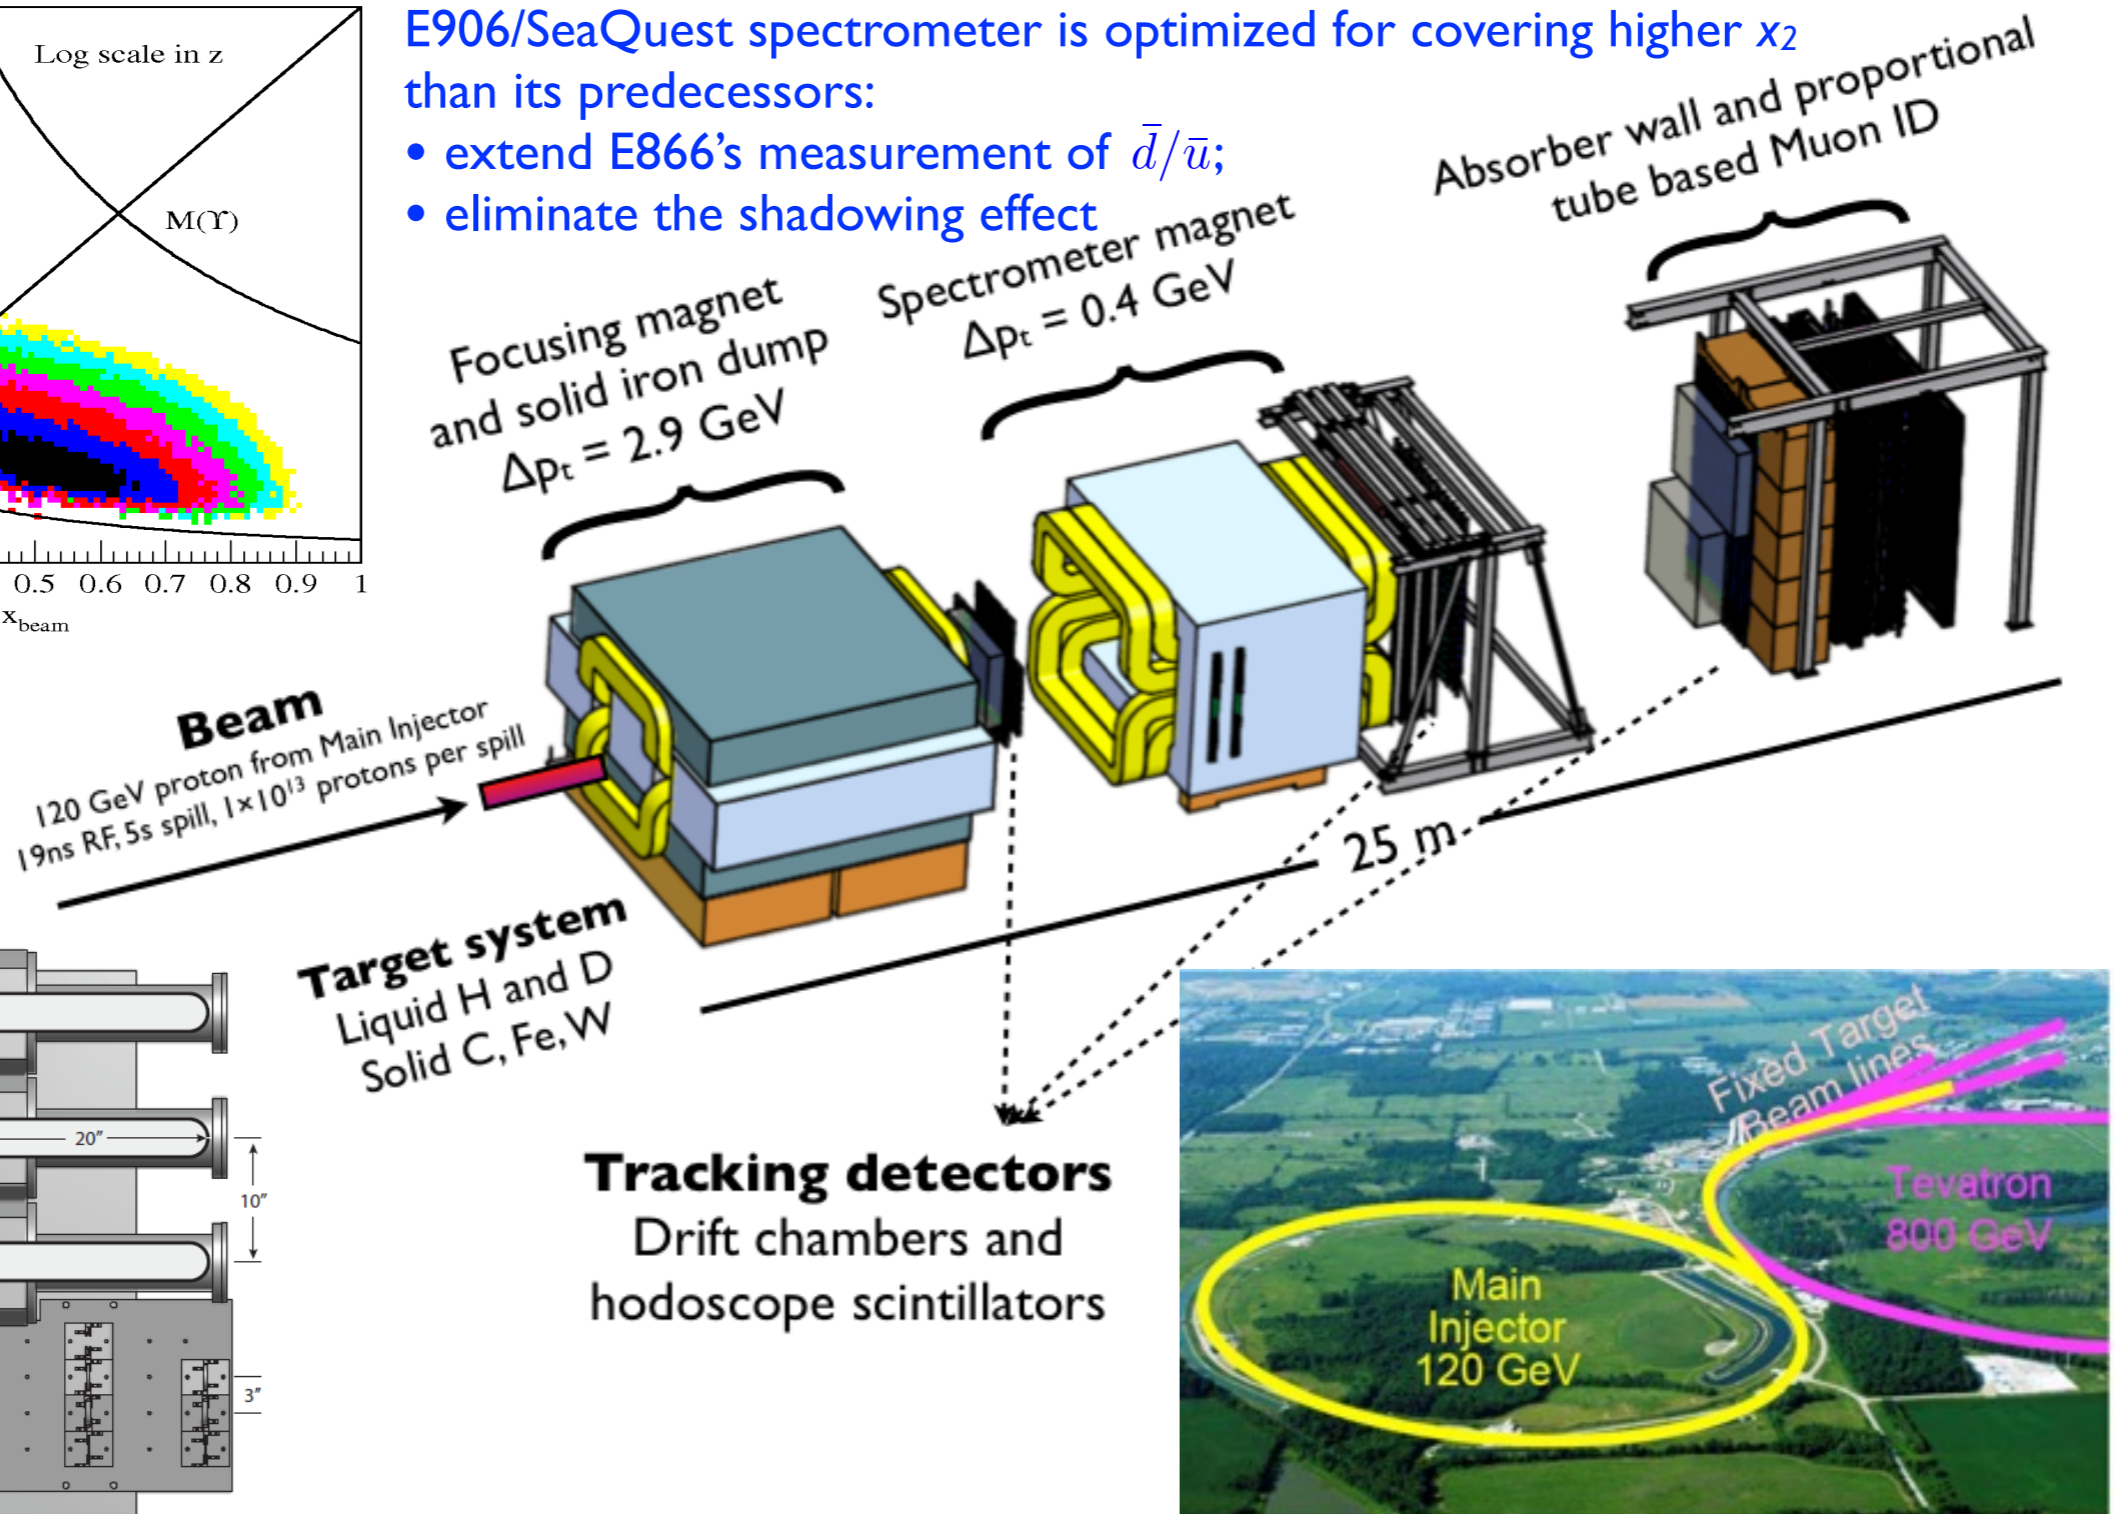 E906/SeaQuest spectrometer is optimized for covering higher x₂
than its predecessors:
• extend E866's measurement of d̄/ū;
• eliminate the shadowing effect
Log scale in z
M(ϒ)
0.5 0.6 0.7 0.8 0.9 1
x_beam
Focusing magnet
and solid iron dump
Δpₜ = 2.9 GeV
Spectrometer magnet
Δpₜ = 0.4 GeV
Absorber wall and proportional
tube based Muon ID
Beam
120 GeV proton from Main Injector
19ns RF, 5s spill, 1×10¹³ protons per spill
25 m
Target system
Liquid H and D
Solid C, Fe, W
20"
10"
3"
Tracking detectors
Drift chambers and
hodoscope scintillators
Fixed Target
Beam lines
Tevatron
800 GeV
Main
Injector
120 GeV